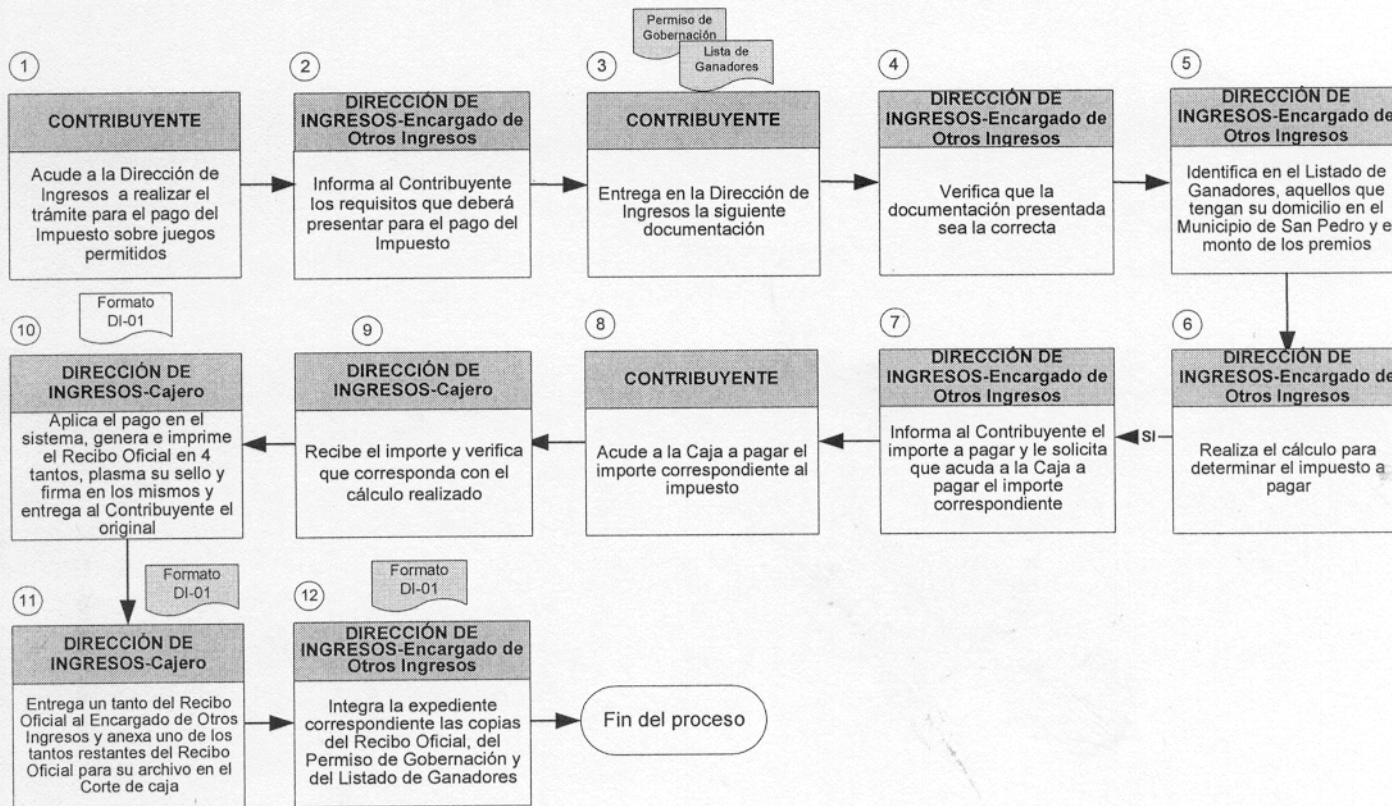 1
CONTRIBUYENTE
Acude a la Dirección de
Ingresos a realizar el
trámite para el pago del
Impuesto sobre juegos
permitidos
2
DIRECCIÓN DE
INGRESOS-Encargado de
Otros Ingresos
Informa al Contribuyente
los requisitos que deberá
presentar para el pago del
Impuesto
Permiso de
Gobernación
Lista de
Ganadores
3
CONTRIBUYENTE
Entrega en la Dirección de
Ingresos la siguiente
documentación
4
DIRECCIÓN DE
INGRESOS-Encargado de
Otros Ingresos
Verifica que la
documentación presentada
sea la correcta
5
DIRECCIÓN DE
INGRESOS-Encargado de
Otros Ingresos
Identifica en el Listado de
Ganadores, aquellos que
tengan su domicilio en el
Municipio de San Pedro y el
monto de los premios
6
DIRECCIÓN DE
INGRESOS-Encargado de
Otros Ingresos
Realiza el cálculo para
determinar el impuesto a
pagar
SI
7
DIRECCIÓN DE
INGRESOS-Encargado de
Otros Ingresos
Informa al Contribuyente el
importe a pagar y le solicita
que acuda a la Caja a
pagar el importe
correspondiente
8
CONTRIBUYENTE
Acude a la Caja a pagar el
importe correspondiente al
impuesto
9
DIRECCIÓN DE
INGRESOS-Cajero
Recibe el importe y verifica
que corresponda con el
cálculo realizado
Formato
DI-01
10
DIRECCIÓN DE
INGRESOS-Cajero
Aplica el pago en el
sistema, genera e imprime
el Recibo Oficial en 4
tantos, plasma su sello y
firma en los mismos y
entrega al Contribuyente el
original
Formato
DI-01
11
DIRECCIÓN DE
INGRESOS-Cajero
Entrega un tanto del Recibo
Oficial al Encargado de Otros
Ingresos y anexa uno de los
tantos restantes del Recibo
Oficial para su archivo en el
Corte de caja
Formato
DI-01
12
DIRECCIÓN DE
INGRESOS-Encargado de
Otros Ingresos
Integra la expediente
correspondiente las copias
del Recibo Oficial, del
Permiso de Gobernación y
del Listado de Ganadores
Fin del proceso